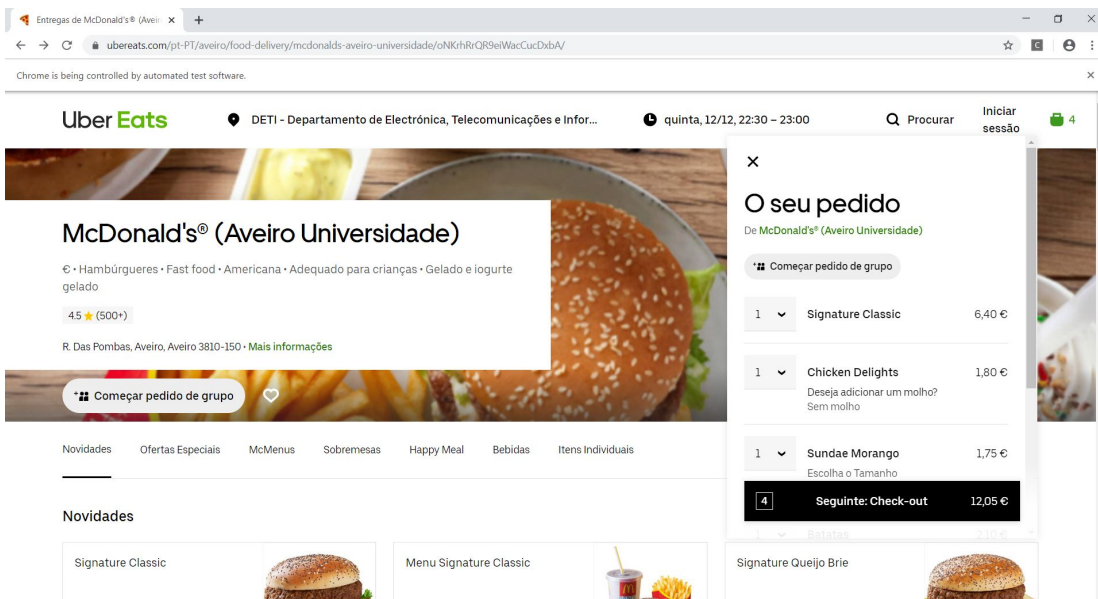 Entregas de McDonald's® (Aveir
ubereats.com/pt-PT/aveiro/food-delivery/mcdonalds-aveiro-universidade/oNKrhRrQR9eiWacCucDxbA/
Chrome is being controlled by automated test software.
Uber Eats
DETI - Departamento de Electrónica, Telecomunicações e Infor...
quinta, 12/12, 22:30 – 23:00
Procurar
Iniciar
sessão
4
McDonald's® (Aveiro Universidade)
€ • Hambúrgueres • Fast food • Americana • Adequado para crianças • Gelado e iogurte
gelado
4.5 (500+)
R. Das Pombas, Aveiro, Aveiro 3810-150 • Mais informações
Começar pedido de grupo
Novidades Ofertas Especiais McMenus Sobremesas Happy Meal Bebidas Itens Individuais
Novidades
Signature Classic
Menu Signature Classic
Signature Queijo Brie
O seu pedido
De McDonald's® (Aveiro Universidade)
Começar pedido de grupo
1 Signature Classic 6,40 €
1 Chicken Delights 1,80 €
Deseja adicionar um molho?
Sem molho
1 Sundae Morango 1,75 €
Escolha o Tamanho
4 Seguinte: Check-out 12,05 €
1 Batatas 2,10 €